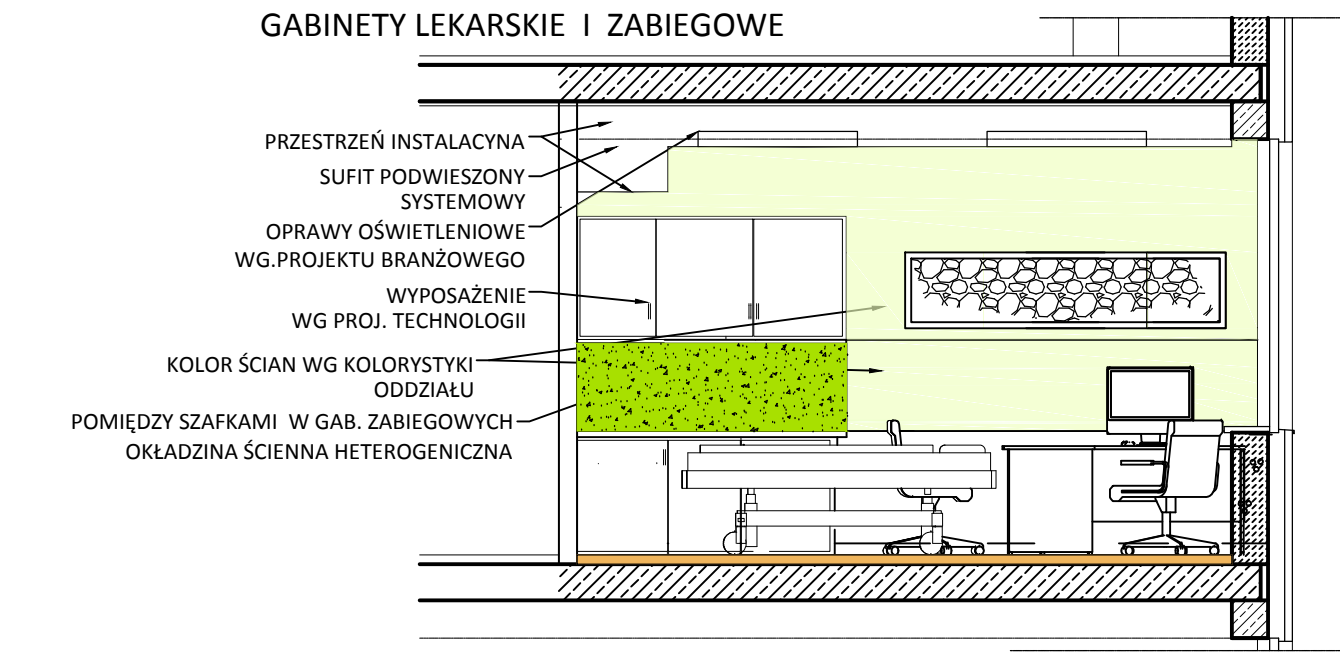 GABINETY LEKARSKIE I ZABIEGOWE
PRZESTRZEŃ INSTALACYNA
SUFIT PODWIESZONY
SYSTEMOWY
OPRAWY OŚWIETLENIOWE
WG.PROJEKTU BRANŻOWEGO
WYPOSAŻENIE
WG PROJ. TECHNOLOGII
KOLOR ŚCIAN WG KOLORYSTYKI
ODDZIAŁU
POMIĘDZY SZAFKAMI W GAB. ZABIEGOWYCH
OKŁADZINA ŚCIENNA HETEROGENICZNA